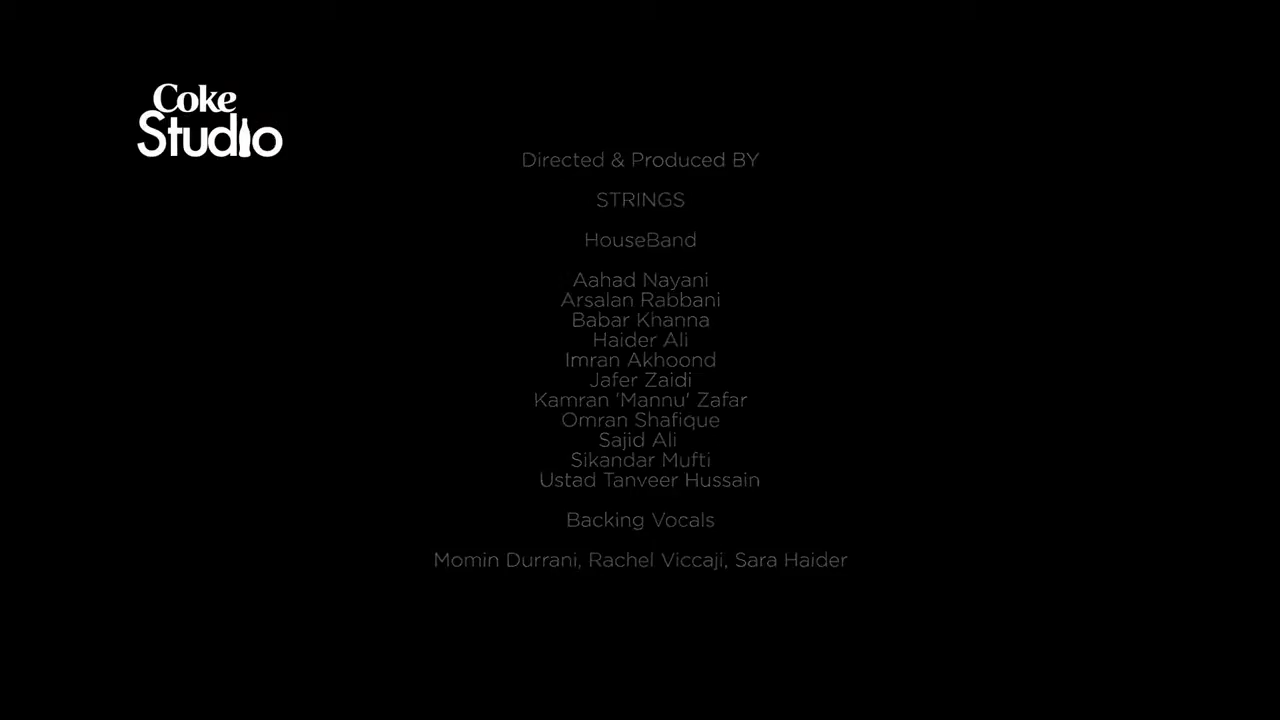 Coke
Studio
Directed & Produced BY
STRINGS
HouseBand
Aahad Nayani
Arsalan Rabbani
Babar Khanna
Haider Ali
Imran Akhoond
Jafer Zaidi
Kamran 'Mannu' Zafar
Omran Shafique
Sajid Ali
Sikandar Mufti
Ustad Tanveer Hussain
Backing Vocals
Momin Durrani, Rachel Viccaji, Sara Haider